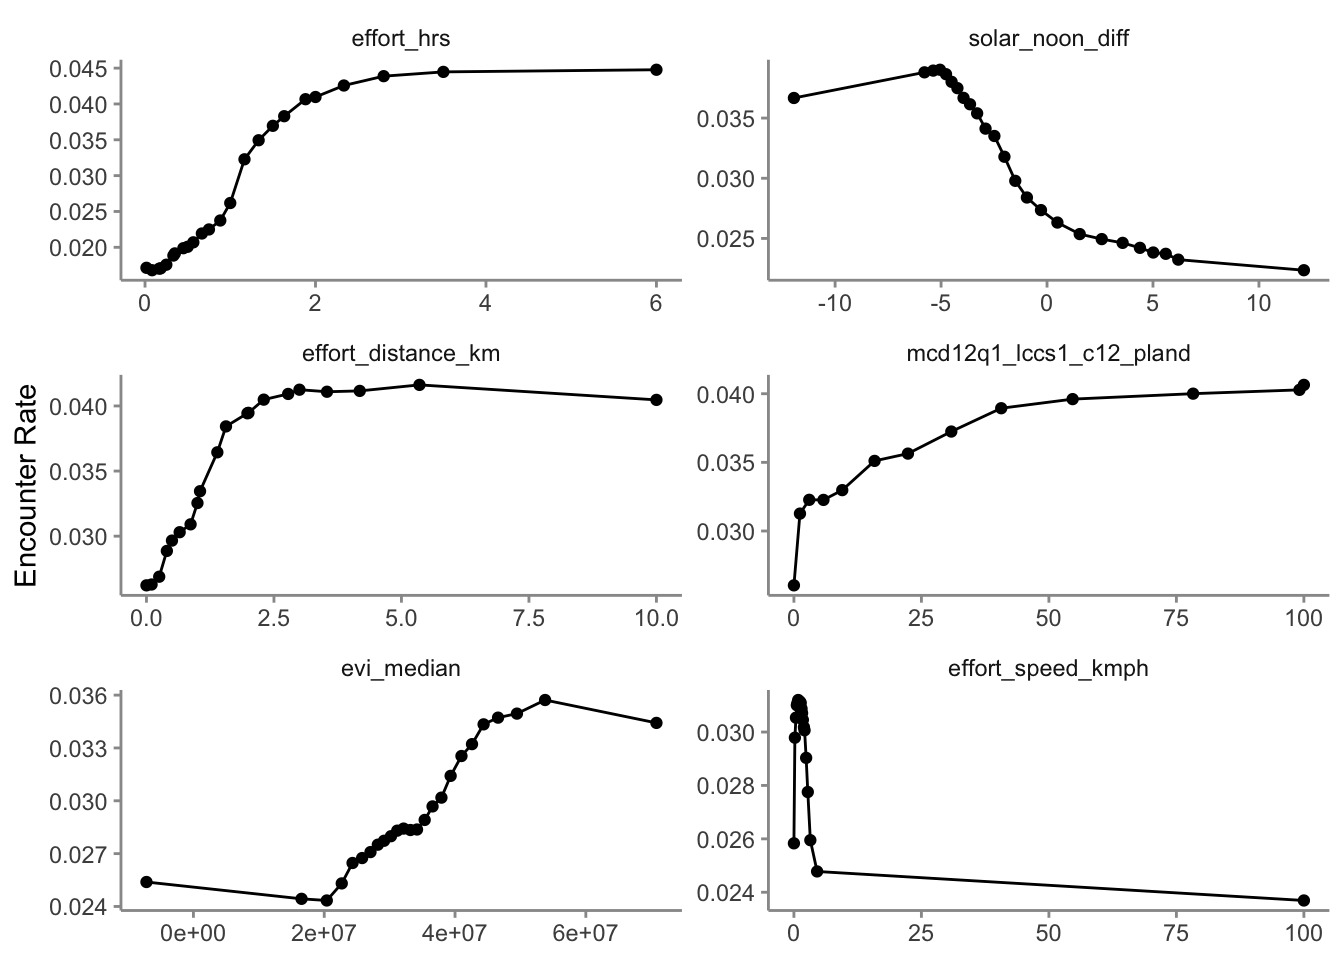 effort_hrs
0.045
0.040
0.035
0.030
0.025
0.020
0 2 4 6
solar_noon_diff
0.035
0.030
0.025
-10 -5 0 5 10
effort_distance_km
0.040
0.035
0.030
0.0 2.5 5.0 7.5 10.0
mcd12q1_lccs1_c12_pland
0.040
0.035
0.030
0 25 50 75 100
evi_median
0.036
0.033
0.030
0.027
0.024
0e+00 2e+07 4e+07 6e+07
effort_speed_kmph
0.030
0.028
0.026
0.024
0 25 50 75 100
Encounter Rate